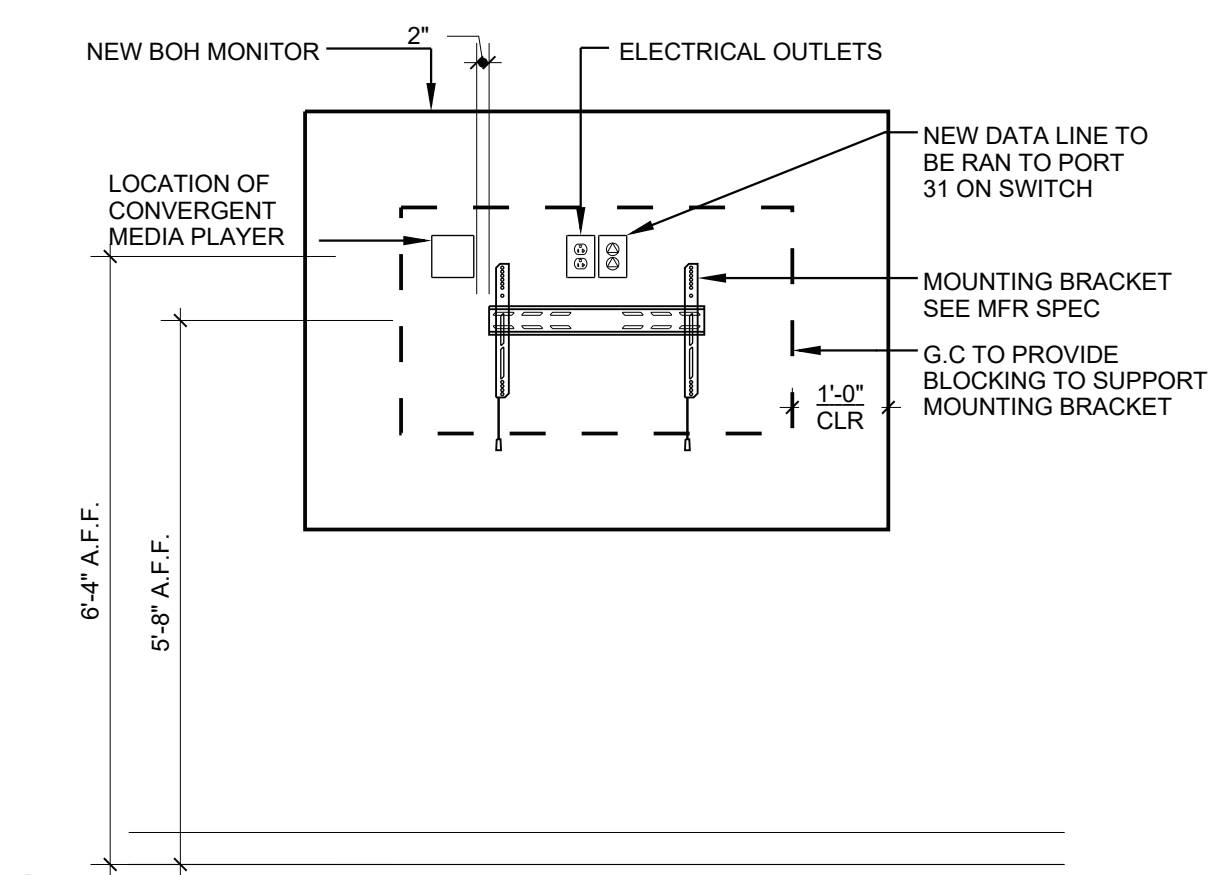 2"
NEW BOH MONITOR
ELECTRICAL OUTLETS
NEW DATA LINE TO
BE RAN TO PORT
31 ON SWITCH
LOCATION OF
CONVERGENT
MEDIA PLAYER
MOUNTING BRACKET
SEE MFR SPEC
G.C TO PROVIDE
BLOCKING TO SUPPORT
MOUNTING BRACKET
1'-0"
CLR
6'-4" A.F.F.
5'-8" A.F.F.